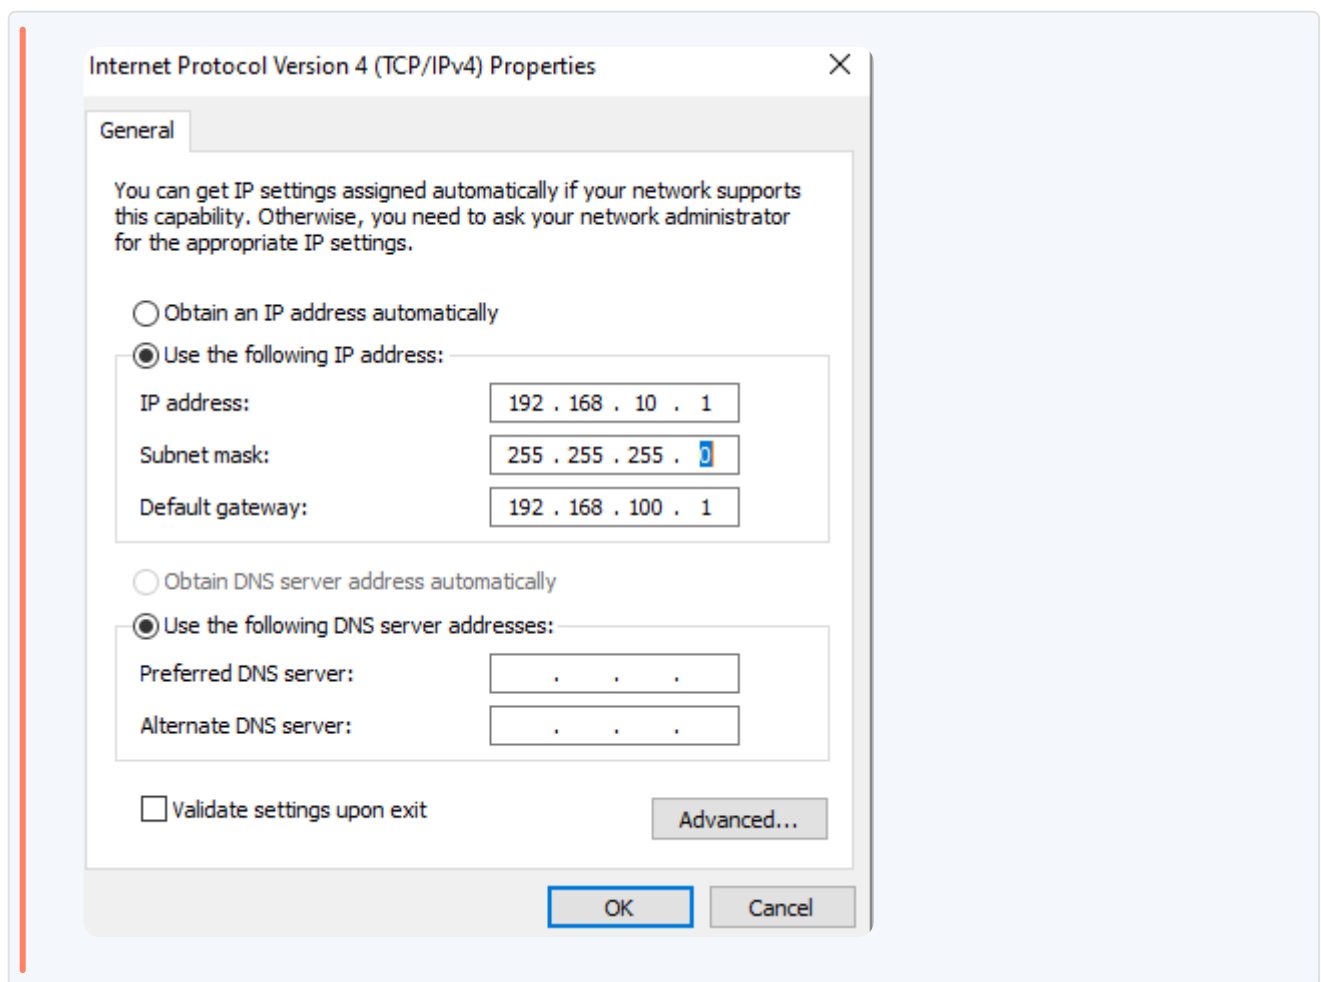 Internet Protocol Version 4 (TCP/IPv4) Properties
General
You can get IP settings assigned automatically if your network supports
this capability. Otherwise, you need to ask your network administrator
for the appropriate IP settings.
Obtain an IP address automatically
Use the following IP address:
IP address: 192 . 168 . 10 . 1
Subnet mask: 255 . 255 . 255 . 0
Default gateway: 192 . 168 . 100 . 1
Obtain DNS server address automatically
Use the following DNS server addresses:
Preferred DNS server: . . .
Alternate DNS server: . . .
Validate settings upon exit
Advanced...
OK Cancel